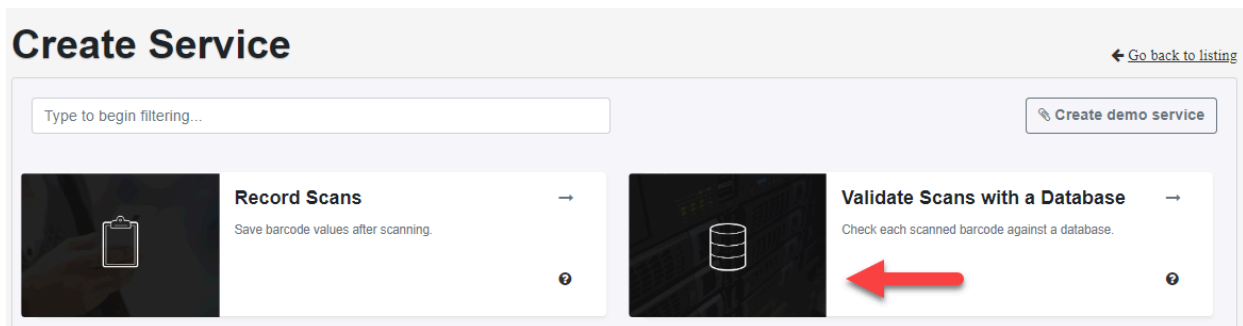 Create Service
Go back to listing
Type to begin filtering...
Create demo service
Record Scans
Save barcode values after scanning.
Validate Scans with a Database
Check each scanned barcode against a database.